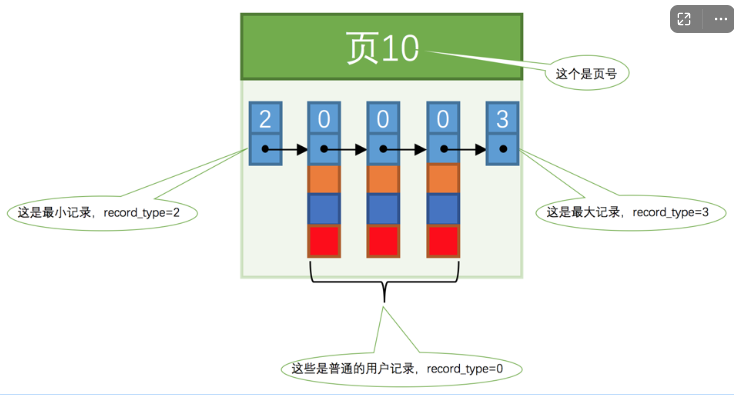 页10
这个是页号
2 0 0 0 3
这是最小记录，record_type=2
这是最大记录，record_type=3
这些是普通的用户记录，record_type=0